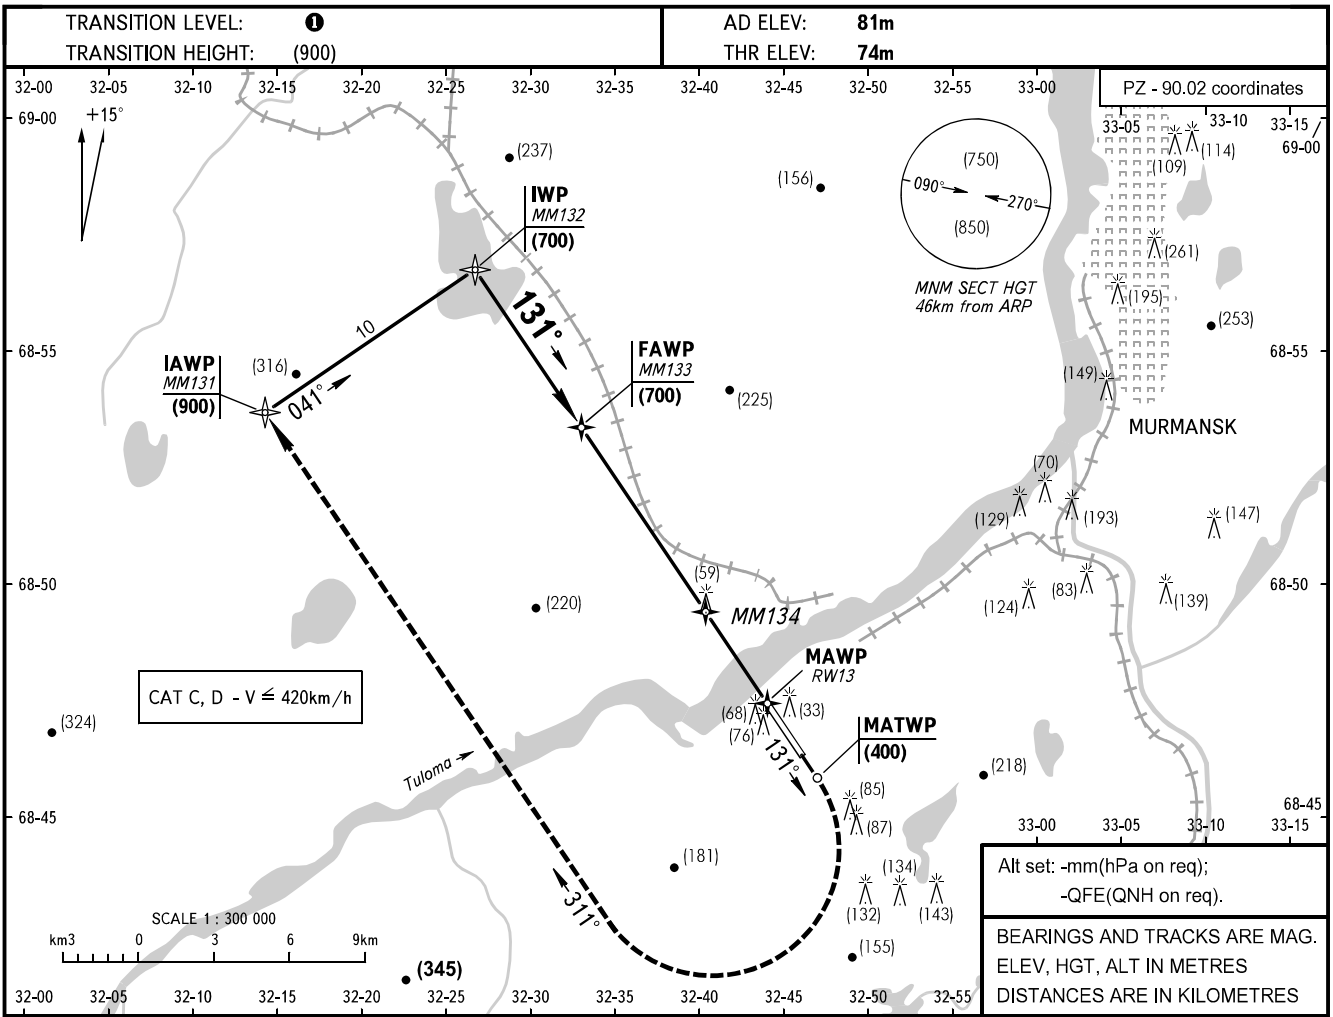 TRANSITION LEVEL: ❶
TRANSITION HEIGHT: (900)
AD ELEV: 81m
THR ELEV: 74m
32-00 32-05 32-10 32-15 32-20 32-25 32-30 32-35 32-40 32-45 32-50 32-55 33-00
PZ - 90.02 coordinates
33-05 33-10 33-15
69-00
69-00
+15°
(237)
(156)
(750)
090°
270°
(850)
MNM SECT HGT
46km from ARP
(109)
(114)
(261)
(195)
(253)
IWP
MM132
(700)
131°
10
041°
68-55
68-55
IAWP
MM131
(900)
(316)
FAWP
MM133
(700)
(225)
(149)
MURMANSK
(70)
(129)
(193)
(147)
68-50
68-50
(59)
MM134
(220)
(124)
(83)
(139)
MAWP
RW13
CAT C, D - V ≦ 420km/h
(68)
(76)
(33)
131°
MATWP
(400)
(324)
Tuloma
(218)
(85)
(87)
68-45
68-45
33-00 33-05 33-10 33-15
(181)
(134)
(132)
(143)
311°
(155)
(345)
SCALE 1 : 300 000
km3 0 3 6 9km
32-00 32-05 32-10 32-15 32-20 32-25 32-30 32-35 32-40 32-45 32-50 32-55
Alt set: -mm(hPa on req);
-QFE(QNH on req).
BEARINGS AND TRACKS ARE MAG.
ELEV, HGT, ALT IN METRES
DISTANCES ARE IN KILOMETRES